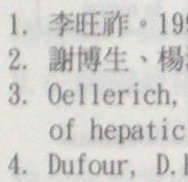 1. 李旺祚。199
2. 謝博生、楊
3. Oellerich,
of hepatic
4. Dufour, D.